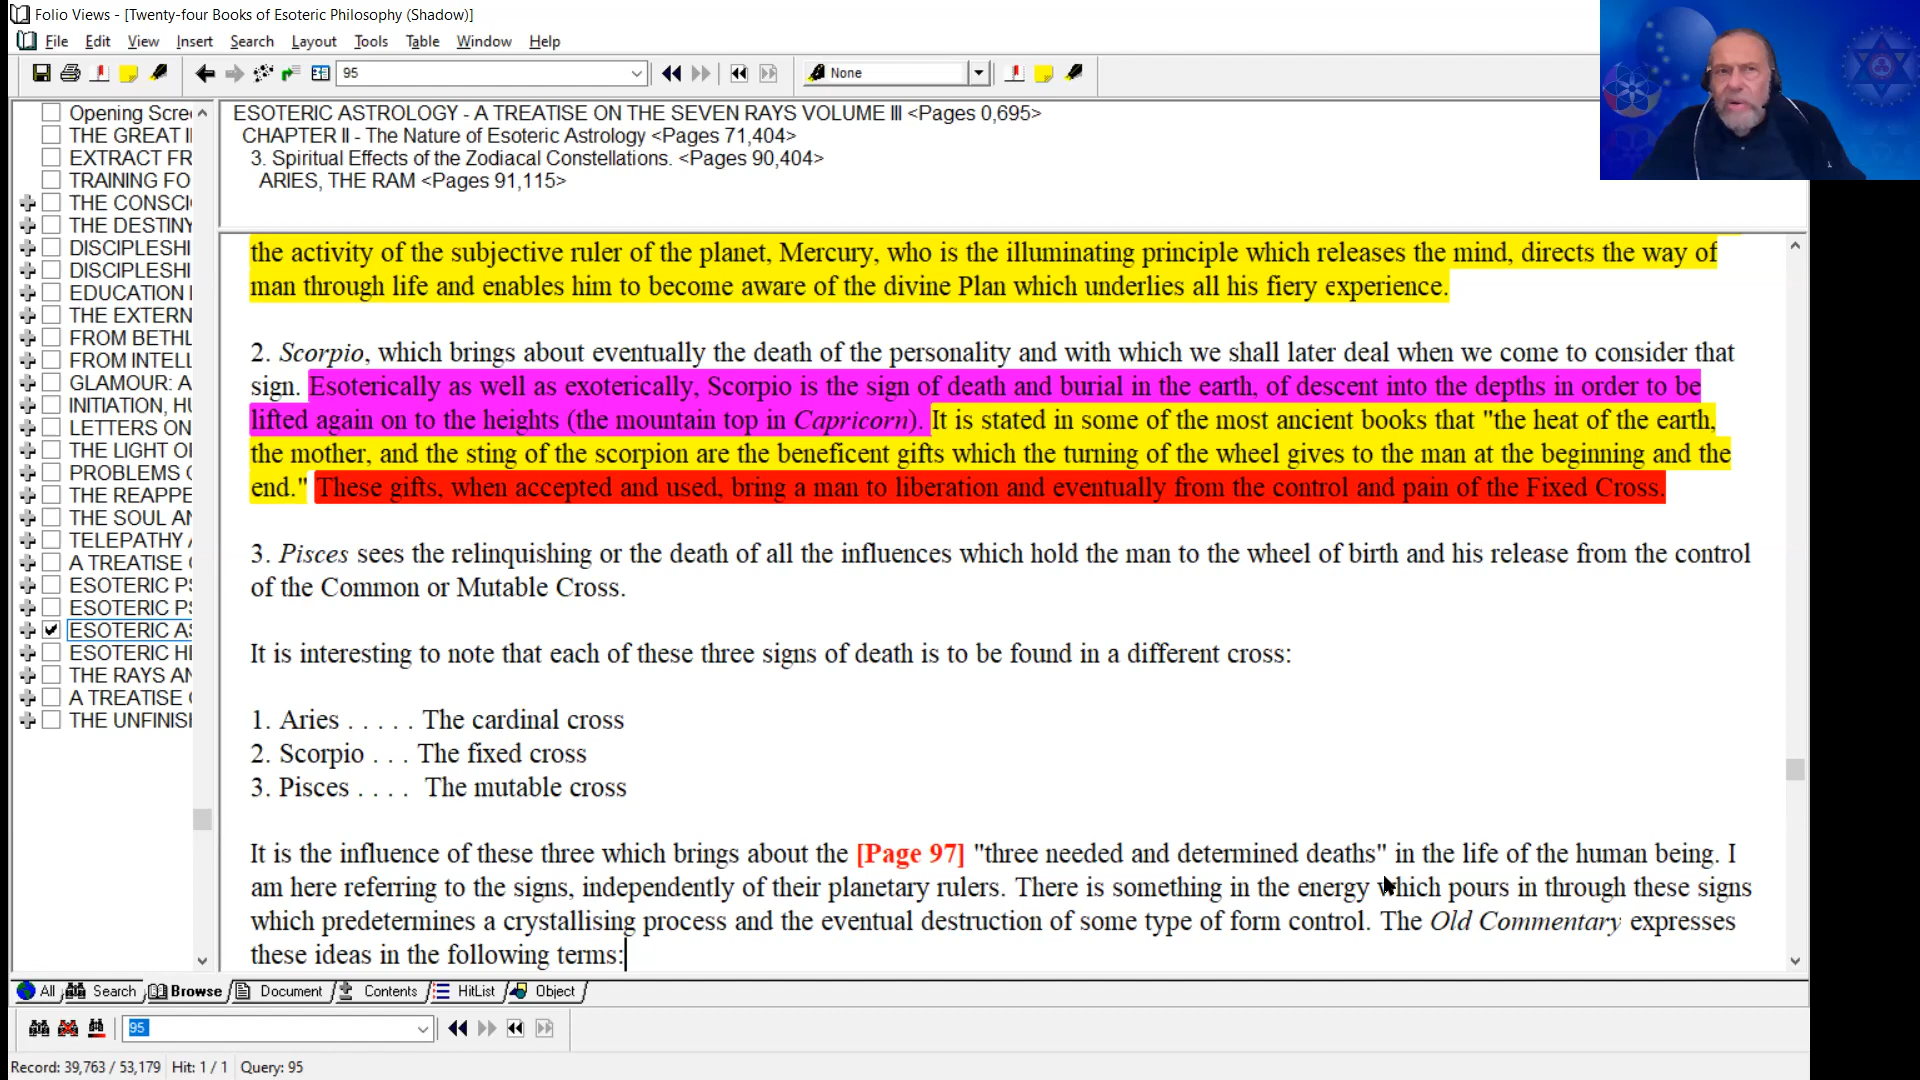 Folio Views - [Twenty-four Books of Esoteric Philosophy (Shadow)]
File Edit View Insert Search Layout Tools Table Window Help
95
None
Opening Scree
THE GREAT I
EXTRACT FR
TRAINING FO
THE CONSCI
THE DESTINY
DISCIPLESHI
DISCIPLESHI
EDUCATION I
THE EXTERN
FROM BETHL
FROM INTELL
GLAMOUR: A
INITIATION, HU
LETTERS ON
THE LIGHT OF
PROBLEMS O
THE REAPPE
THE SOUL AN
TELEPATHY A
A TREATISE O
ESOTERIC PS
ESOTERIC PS
ESOTERIC AS
ESOTERIC HE
THE RAYS AN
A TREATISE O
THE UNFINISH
ESOTERIC ASTROLOGY - A TREATISE ON THE SEVEN RAYS VOLUME III <Pages 0,695>
CHAPTER II - The Nature of Esoteric Astrology <Pages 71,404>
3. Spiritual Effects of the Zodiacal Constellations. <Pages 90,404>
ARIES, THE RAM <Pages 91,115>
the activity of the subjective ruler of the planet, Mercury, who is the illuminating principle which releases the mind, directs the way of
man through life and enables him to become aware of the divine Plan which underlies all his fiery experience.
2. Scorpio, which brings about eventually the death of the personality and with which we shall later deal when we come to consider that
sign. Esoterically as well as exoterically, Scorpio is the sign of death and burial in the earth, of descent into the depths in order to be
lifted again on to the heights (the mountain top in Capricorn). It is stated in some of the most ancient books that "the heat of the earth,
the mother, and the sting of the scorpion are the beneficent gifts which the turning of the wheel gives to the man at the beginning and the
end." These gifts, when accepted and used, bring a man to liberation and eventually from the control and pain of the Fixed Cross.
3. Pisces sees the relinquishing or the death of all the influences which hold the man to the wheel of birth and his release from the control
of the Common or Mutable Cross.
It is interesting to note that each of these three signs of death is to be found in a different cross:
1. Aries . . . . . The cardinal cross
2. Scorpio . . . The fixed cross
3. Pisces . . . . The mutable cross
It is the influence of these three which brings about the [Page 97] "three needed and determined deaths" in the life of the human being. I
am here referring to the signs, independently of their planetary rulers. There is something in the energy which pours in through these signs
which predetermines a crystallising process and the eventual destruction of some type of form control. The Old Commentary expresses
these ideas in the following terms:
All Search Browse Document Contents HitList Object
95
Record: 39,763 / 53,179 Hit: 1 / 1 Query: 95